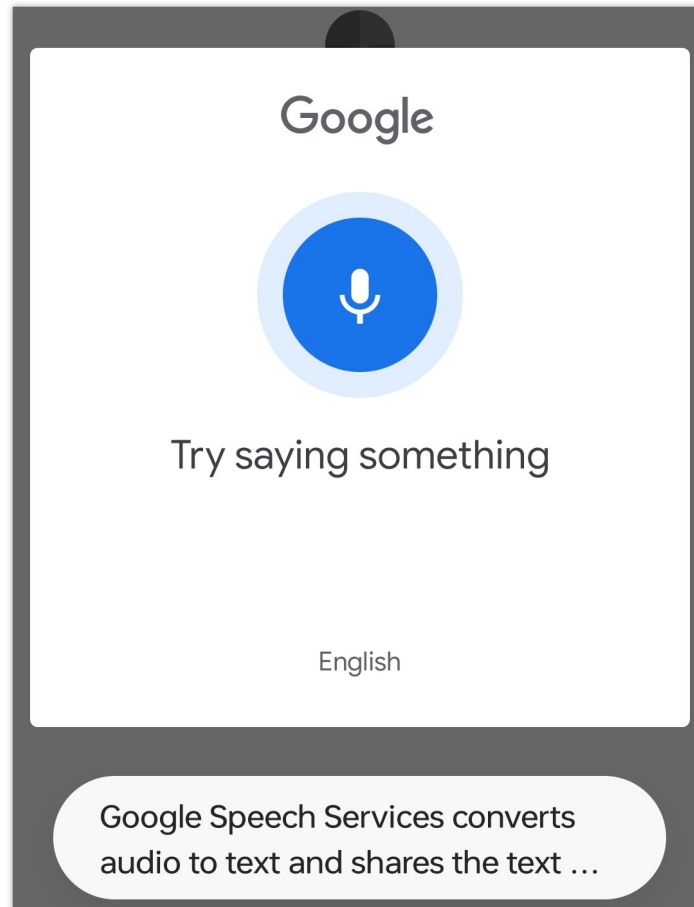 Google
Try saying something
English
Google Speech Services converts
audio to text and shares the text …